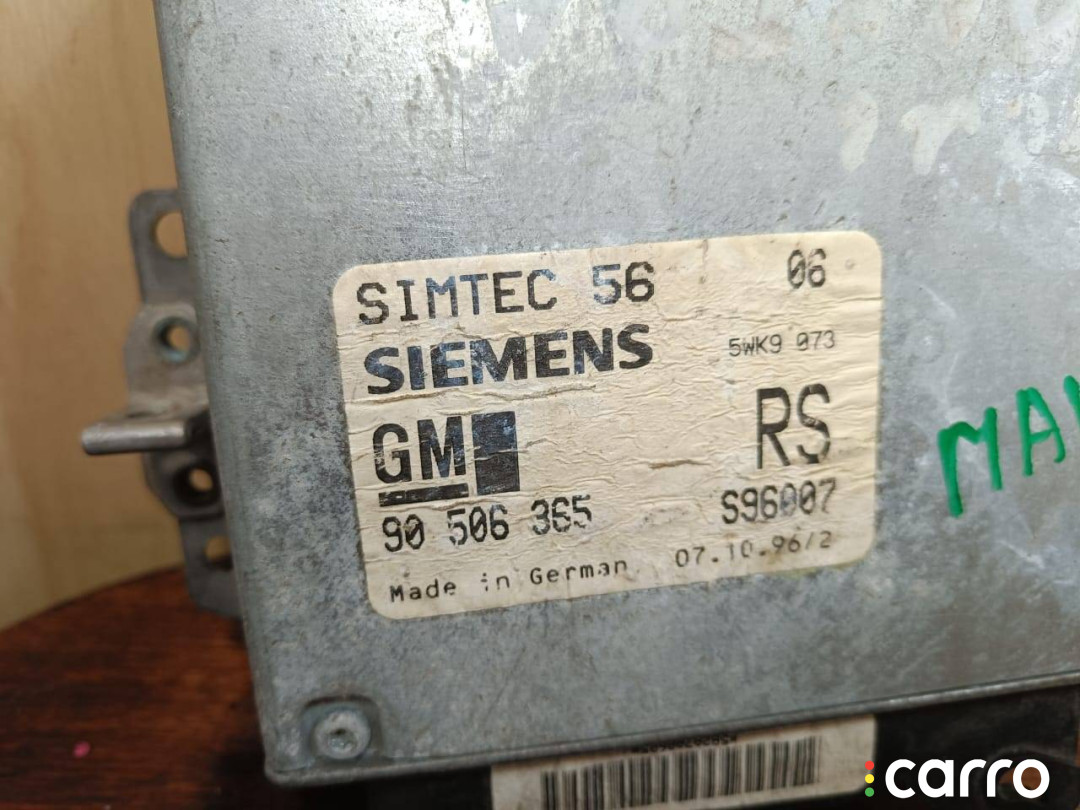 SIMTEC 56 06
SIEMENS 5WK9 073
GM RS
90 506 365 S96007
Made in German 07.10.96/2
carro